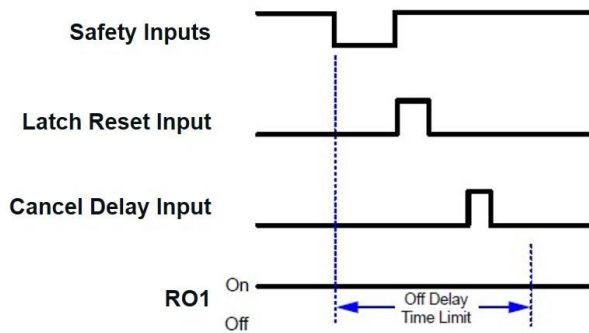 Safety Inputs
Latch Reset Input
Cancel Delay Input
RO1
On
Off
Off Delay
Time Limit